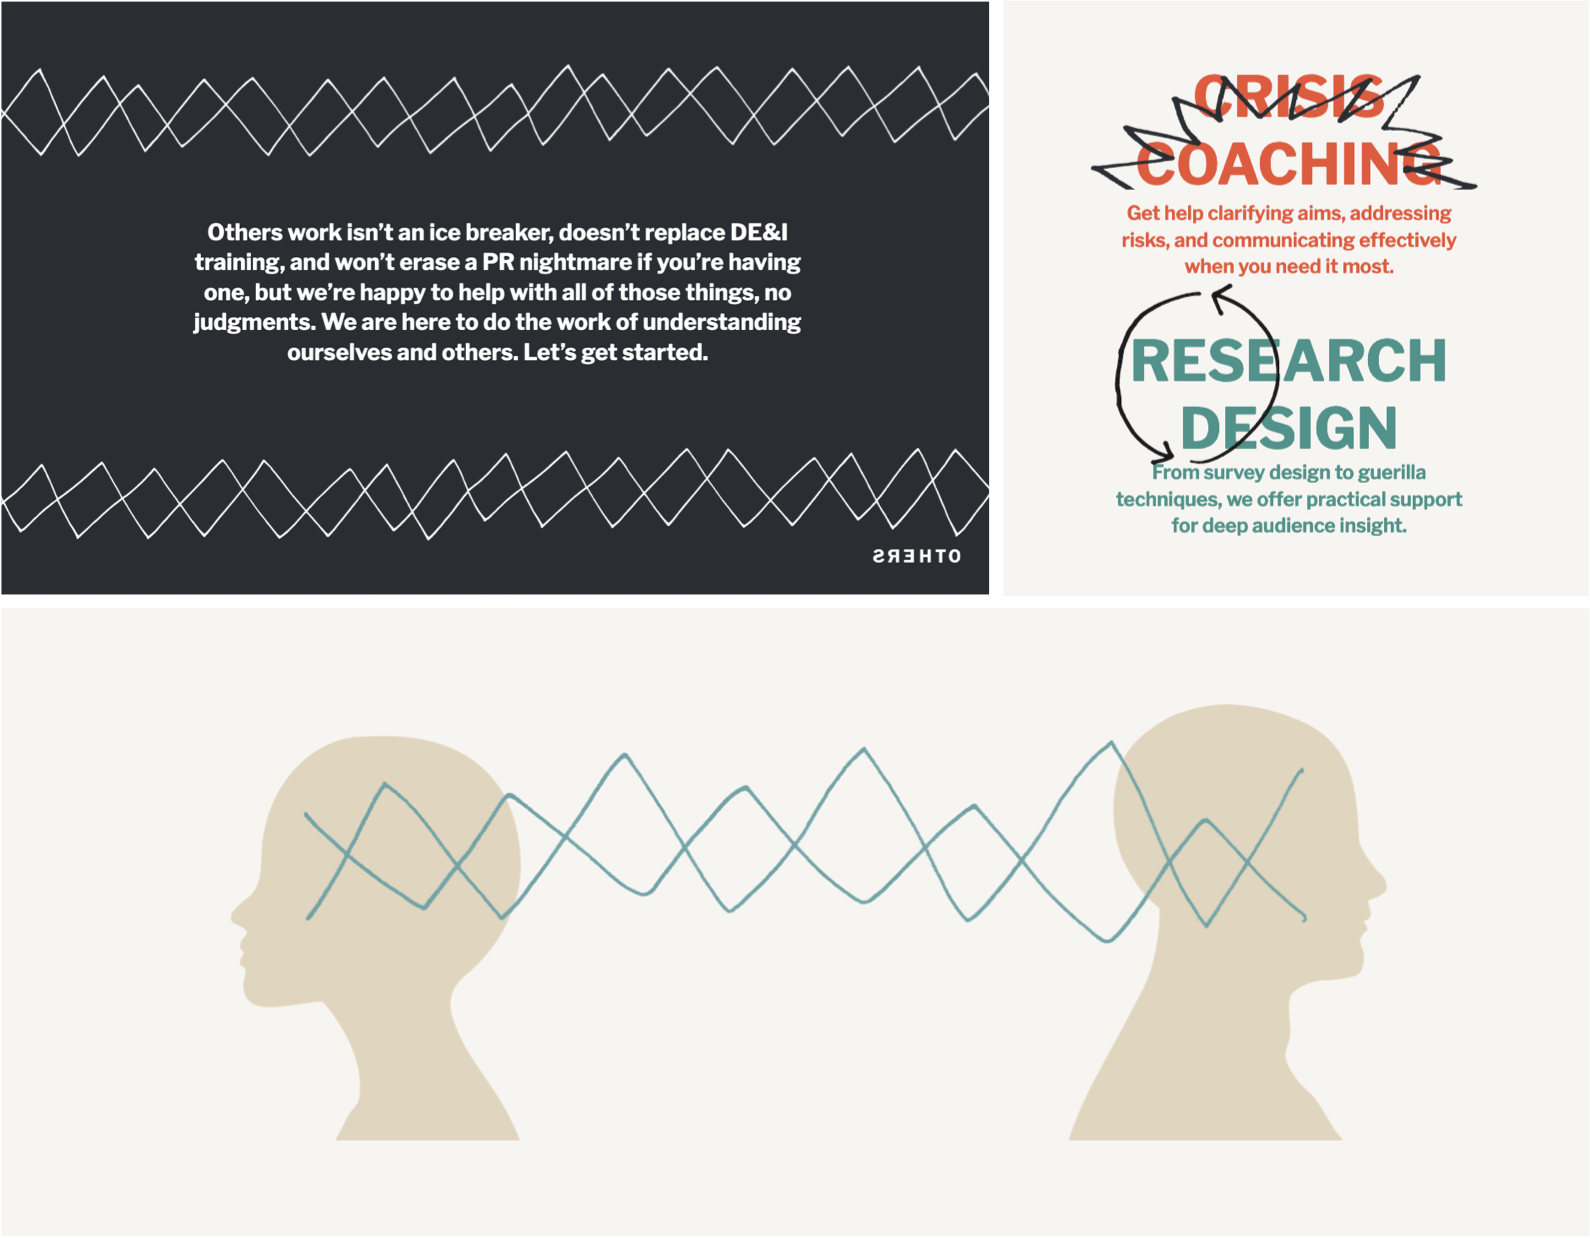 Others work isn’t an ice breaker, doesn’t replace DE&I
training, and won’t erase a PR nightmare if you’re having
one, but we’re happy to help with all of those things, no
judgments. We are here to do the work of understanding
ourselves and others. Let’s get started.
OTHERS
CRISIS
COACHING
Get help clarifying aims, addressing
risks, and communicating effectively
when you need it most.
RESEARCH
DESIGN
From survey design to guerilla
techniques, we offer practical support
for deep audience insight.